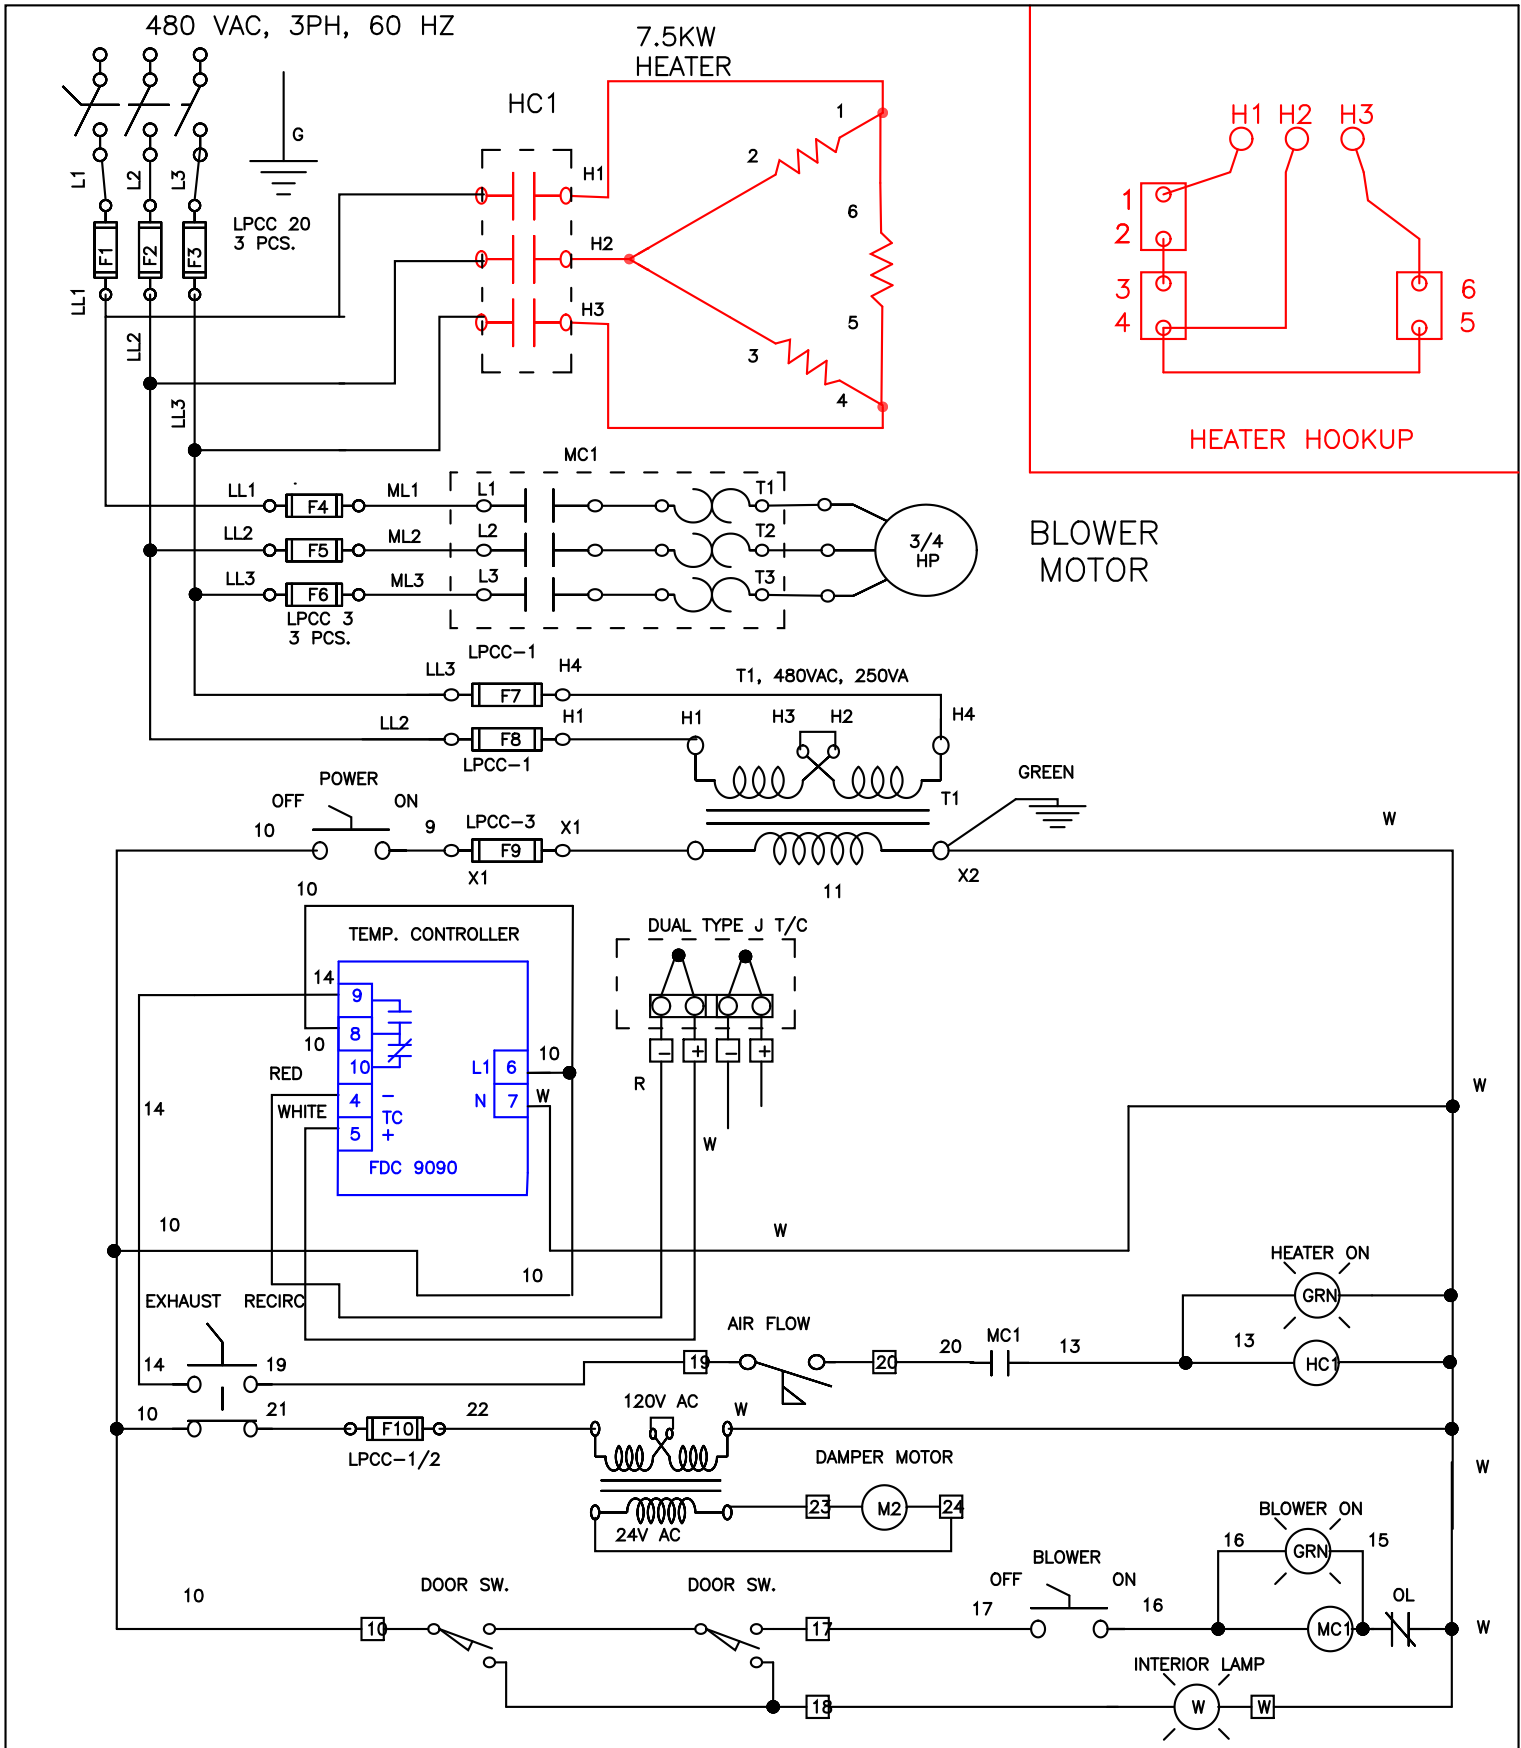 480 VAC, 3PH, 60 HZ
7.5KW
HEATER
HC1
G
L1
L2
L3
LPCC 20
3 PCS.
F1
F2
F3
LL1
LL2
LL3
H1
H2
H3
1
2
6
5
3
4
H1 H2 H3
1
2
3
4
6
5
HEATER HOOKUP
MC1
LL1
F4
ML1
L1
T1
LL2
F5
ML2
L2
T2
LL3
F6
ML3
L3
T3
LPCC 3
3 PCS.
3/4
HP
BLOWER
MOTOR
LPCC-1
LL3
F7
H4
T1, 480VAC, 250VA
LL2
F8
H1
LPCC-1
H1
H3
H2
H4
T1
GREEN
POWER
OFF
ON
10
9
LPCC-3
F9
X1
X1
X2
11
W
10
TEMP. CONTROLLER
14
9
8
10
10
RED
4
-
WHITE
TC
5
+
FDC 9090
L1
6
10
N
7
W
14
DUAL TYPE J T/C
-
+
-
+
R
W
W
10
W
10
HEATER ON
GRN
EXHAUST
RECIRC
14
19
AIR FLOW
19
20
20
MC1
13
13
HC1
10
21
F10
22
LPCC-1/2
120V AC
W
24V AC
DAMPER MOTOR
23
M2
24
W
BLOWER ON
16
GRN
15
10
DOOR SW.
DOOR SW.
BLOWER
OFF
ON
10
17
17
16
MC1
OL
W
INTERIOR LAMP
18
W
W